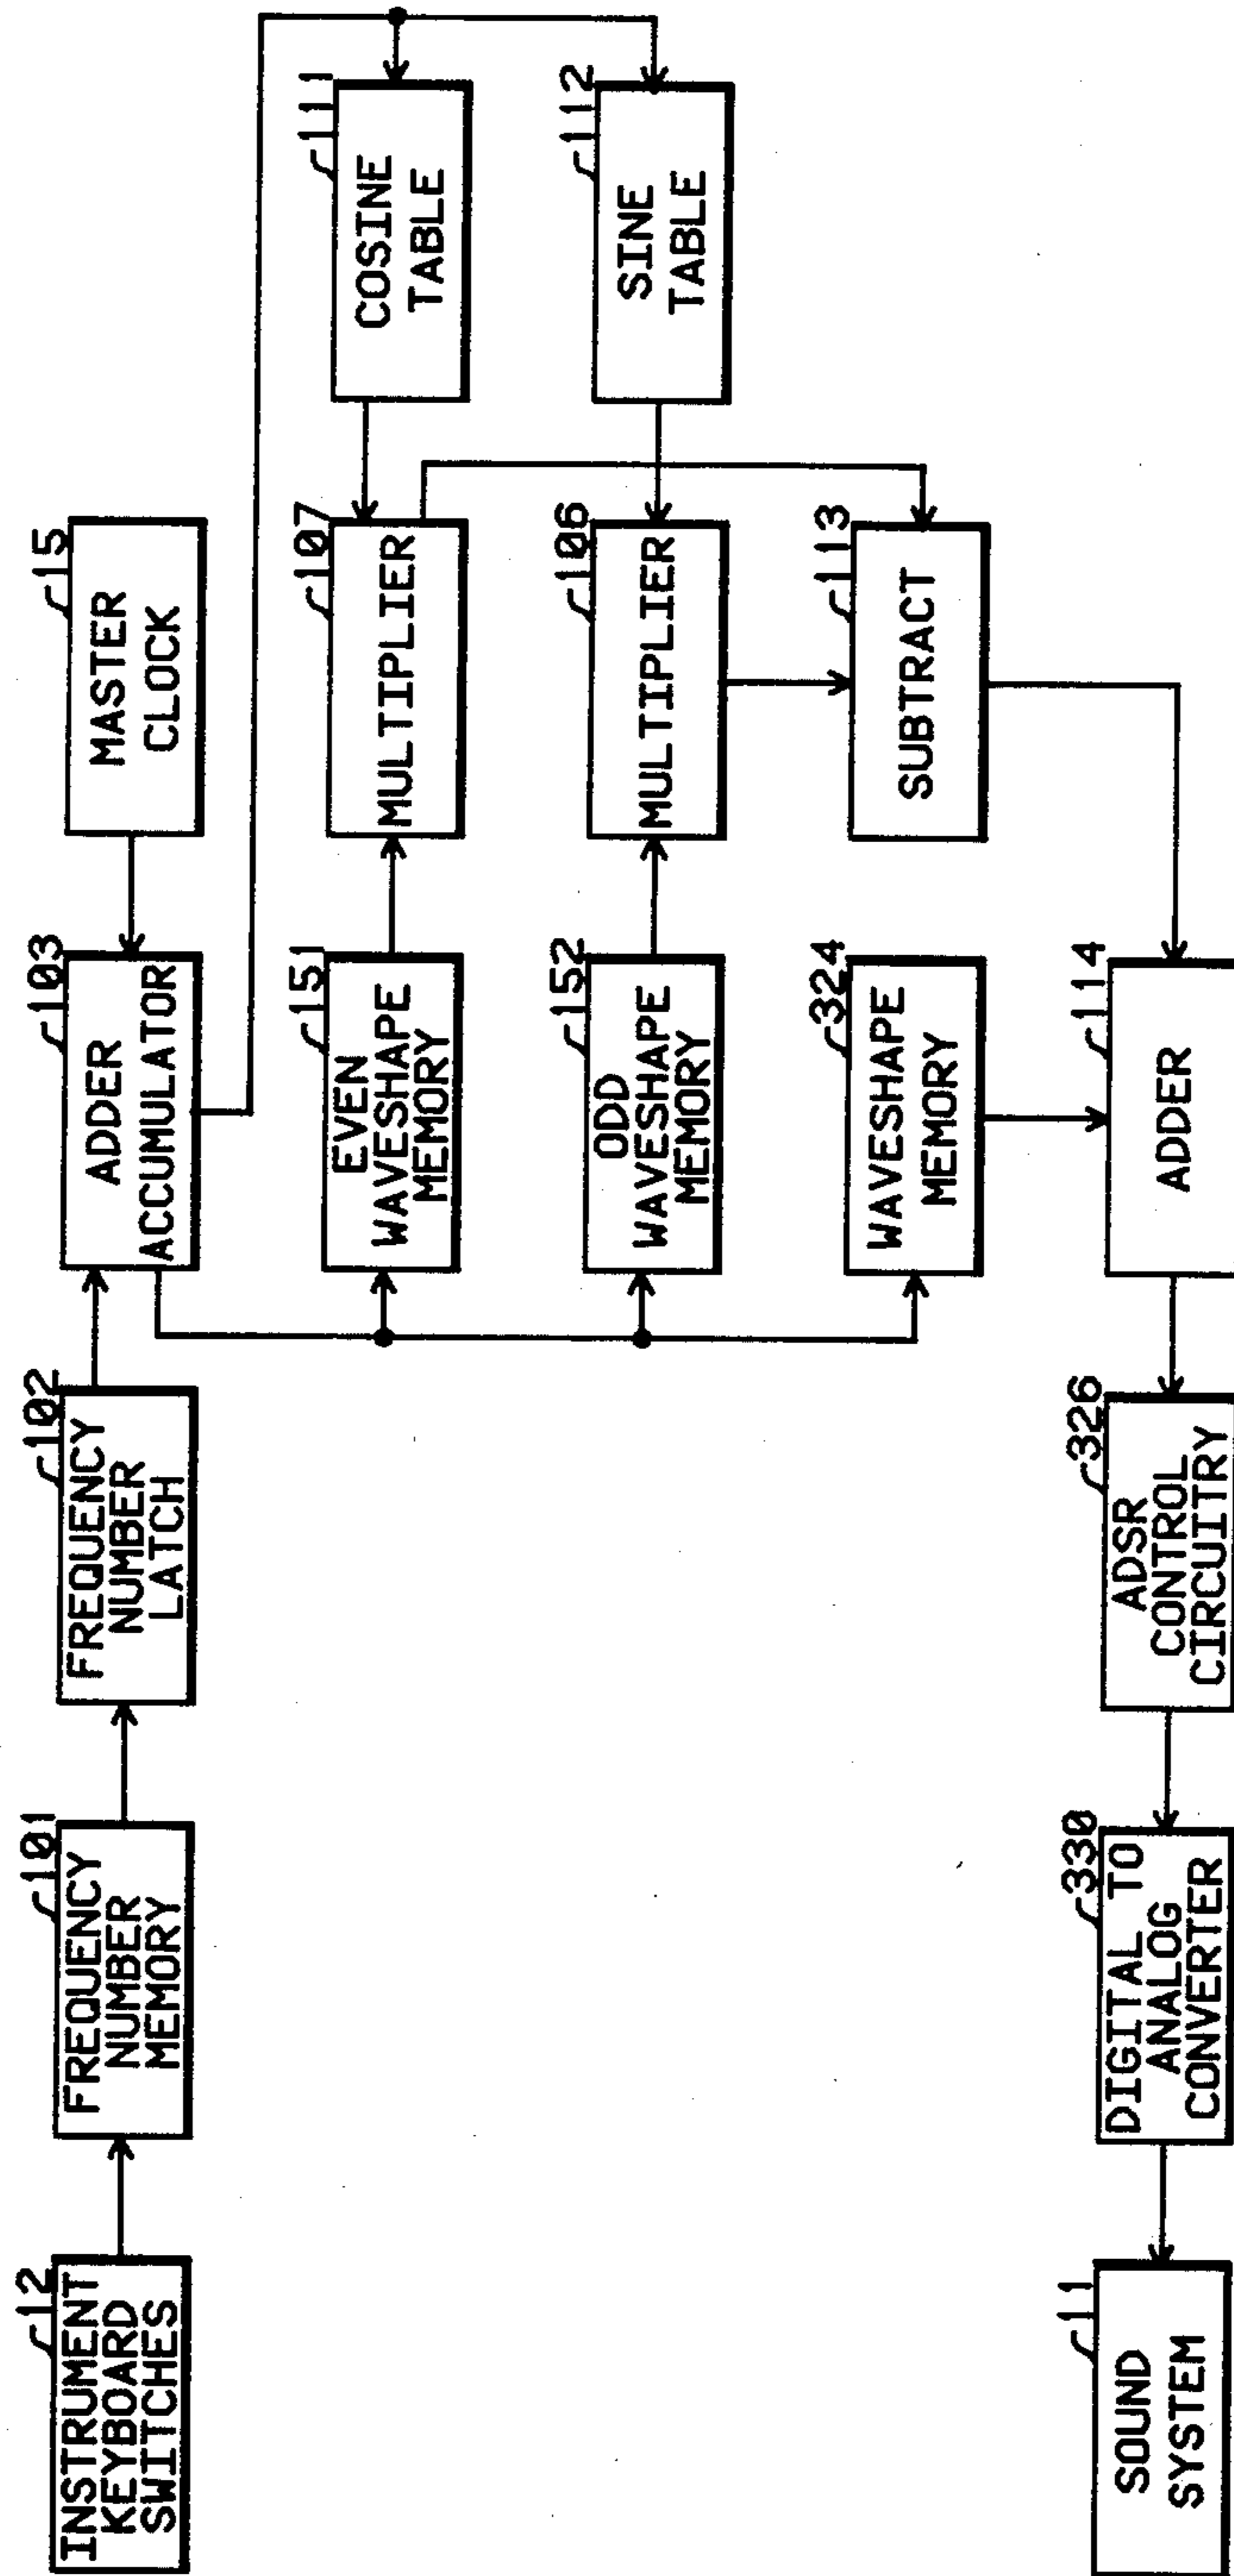 12
INSTRUMENT
KEYBOARD
SWITCHES
101
FREQUENCY
NUMBER
MEMORY
102
FREQUENCY
NUMBER
LATCH
103
ADDER
ACCUMULATOR
15
MASTER
CLOCK
151
EVEN
WAVESHAPE
MEMORY
107
MULTIPLIER
111
COSINE
TABLE
152
ODD
WAVESHAPE
MEMORY
106
MULTIPLIER
112
SINE
TABLE
324
WAVESHAPE
MEMORY
113
SUBTRACT
11
SOUND
SYSTEM
330
DIGITAL TO
ANALOG
CONVERTER
326
ADSR
CONTROL
CIRCUITRY
114
ADDER